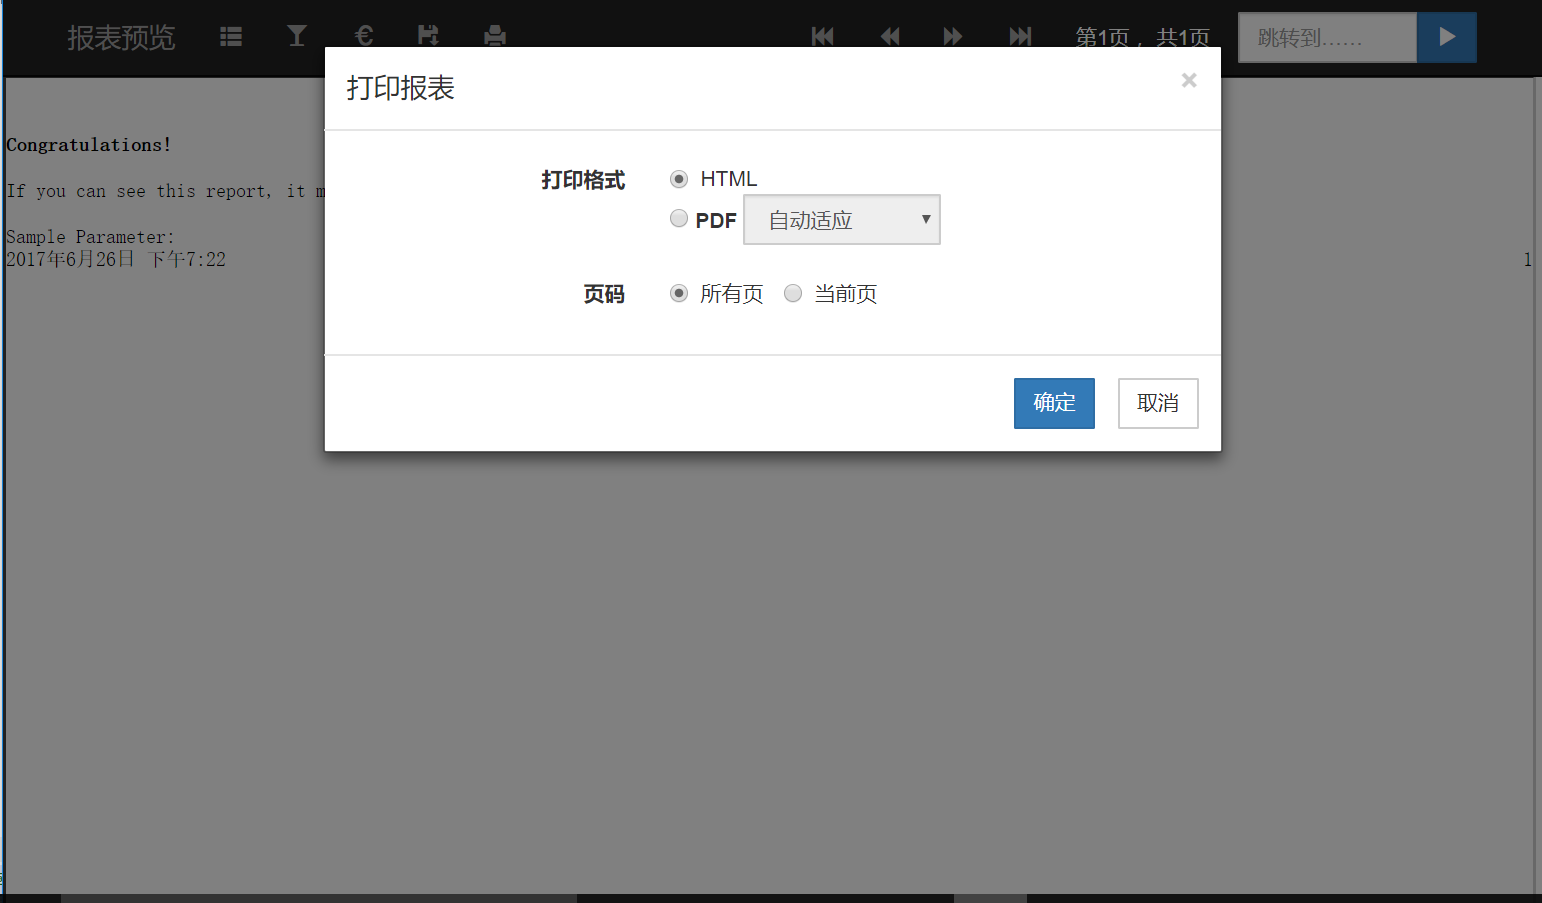 报表预览
第1页， 共1页
跳转到......
打印报表
×
打印格式
HTML
PDF 自动适应
页码
所有页 当前页
确定 取消
Congratulations!
If you can see this report, it m
Sample Parameter:
2017年6月26日 下午7:22
1